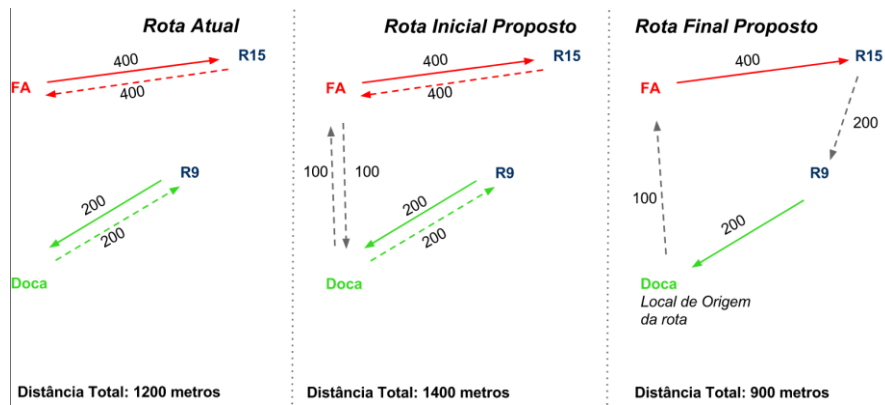 Rota Atual
400
R15
FA
400
R9
200
200
Doca
Distância Total: 1200 metros
Rota Inicial Proposto
400
R15
FA
400
100
100
R9
200
200
Doca
Distância Total: 1400 metros
Rota Final Proposto
R15
400
FA
200
R9
100
200
Doca
Local de Origem
da rota
Distância Total: 900 metros